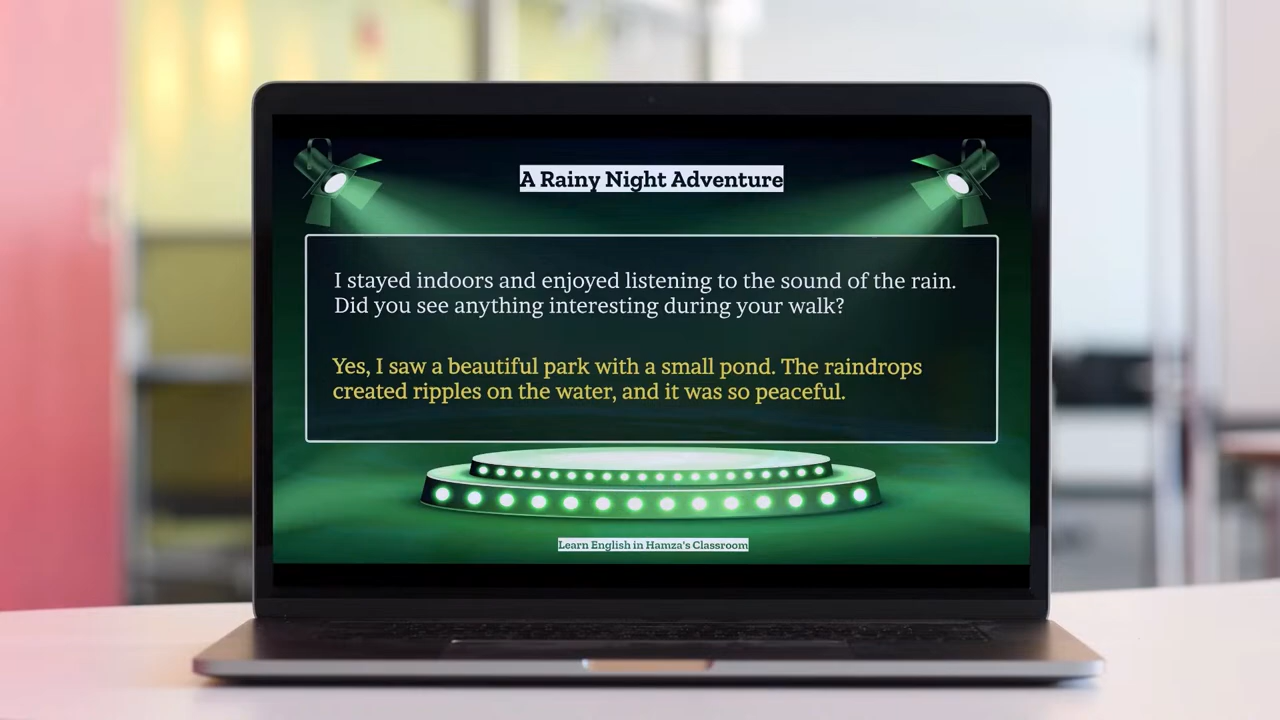 A Rainy Night Adventure
I stayed indoors and enjoyed listening to the sound of the rain.
Did you see anything interesting during your walk?
Yes, I saw a beautiful park with a small pond. The raindrops
created ripples on the water, and it was so peaceful.
Learn English in Hamza's Classroom